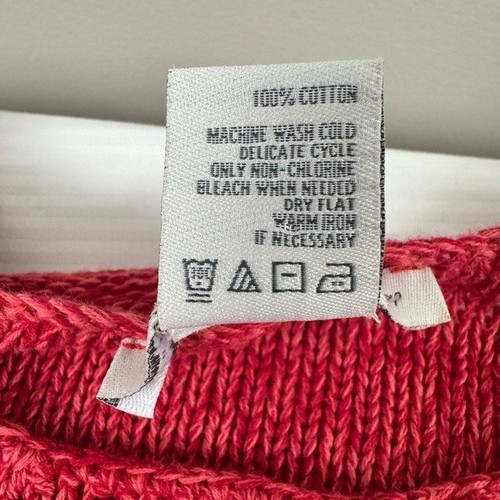 100% COTTON
MACHINE WASH COLD
DELICATE CYCLE
ONLY NON-CHLORINE
BLEACH WHEN NEEDED
DRY FLAT
WARM IRON
IF NECESSARY